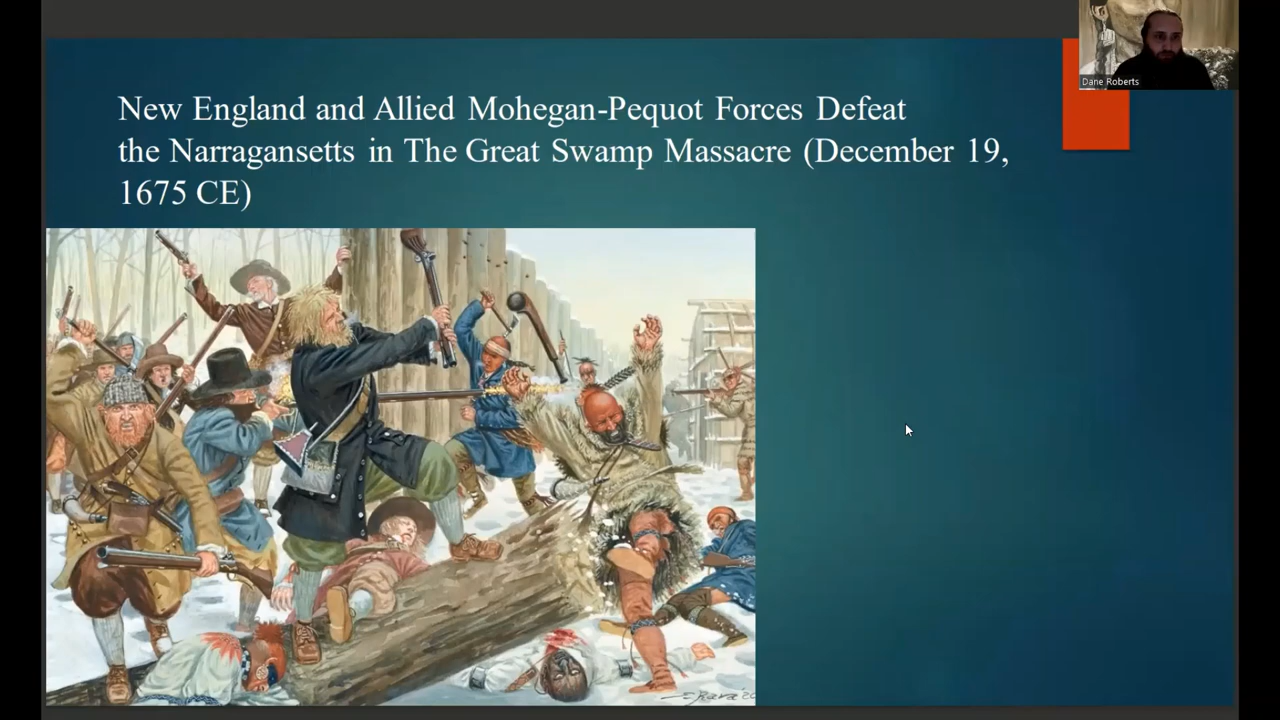 Dane Roberts
New England and Allied Mohegan-Pequot Forces Defeat
the Narragansetts in The Great Swamp Massacre (December 19,
1675 CE)